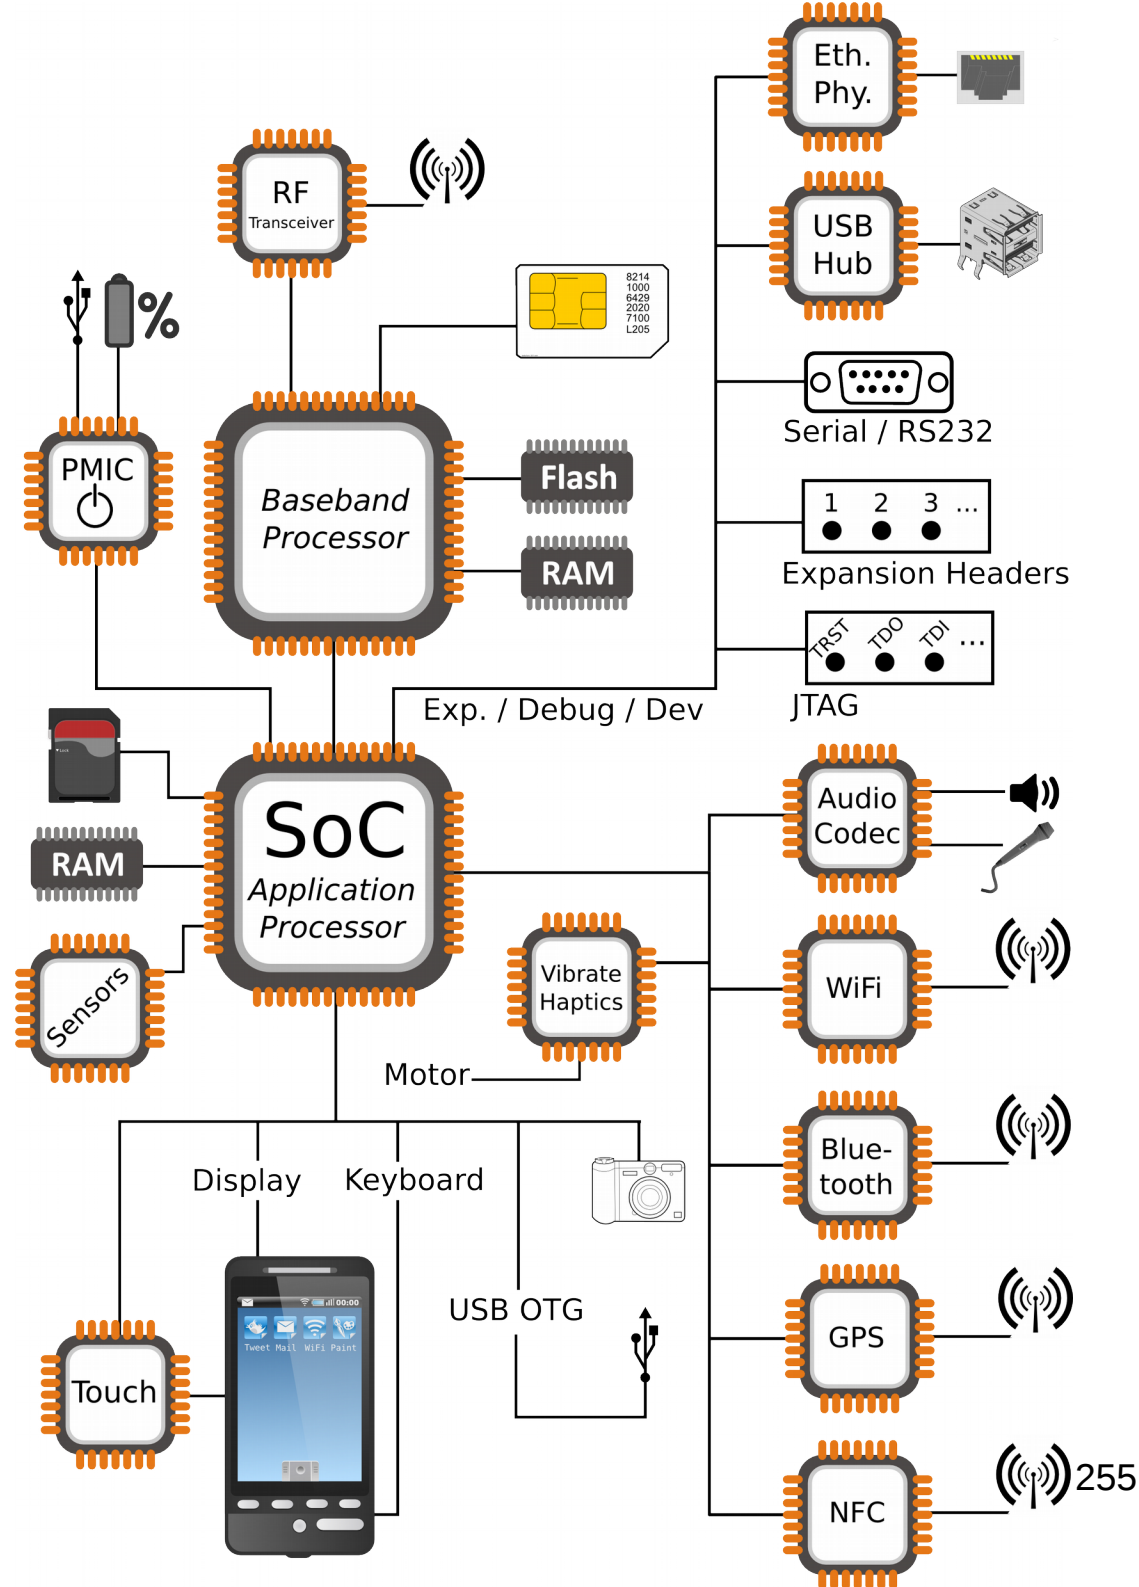 Eth.
Phy.
RF
Transceiver
USB
Hub
8214
1000
6429
2020
7100
L205
%
Serial / RS232
PMIC
Baseband
Processor
Flash
RAM
1 2 3 ...
Expansion Headers
TRST TDO TDI ...
JTAG
Exp. / Debug / Dev
SoC
Application
Processor
RAM
Sensors
Audio
Codec
Vibrate
Haptics
WiFi
Motor
Blue-
tooth
Display
Keyboard
USB OTG
00:00
Tweet Mail WiFi Paint
Touch
GPS
NFC
255